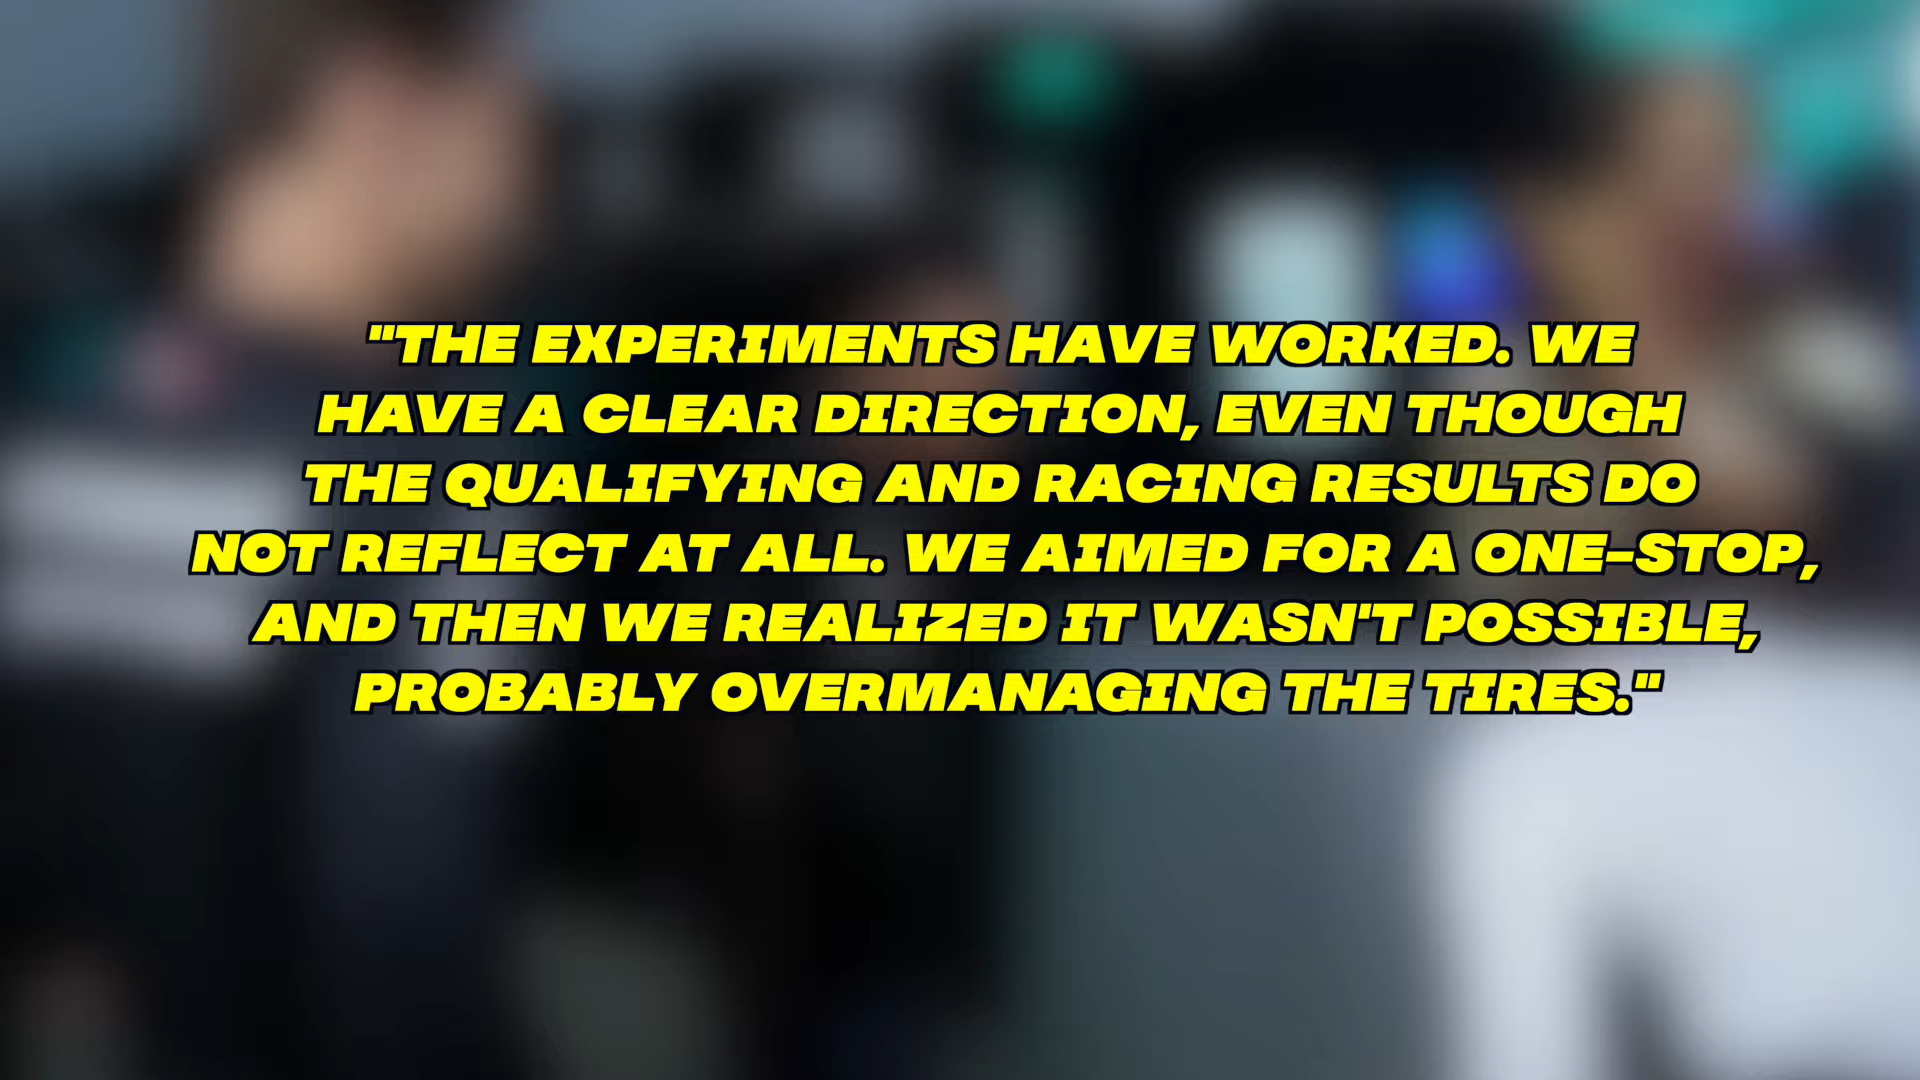 "THE EXPERIMENTS HAVE WORKED. WE
HAVE A CLEAR DIRECTION, EVEN THOUGH
THE QUALIFYING AND RACING RESULTS DO
NOT REFLECT AT ALL. WE AIMED FOR A ONE-STOP,
AND THEN WE REALIZED IT WASN'T POSSIBLE,
PROBABLY OVERMANAGING THE TIRES."